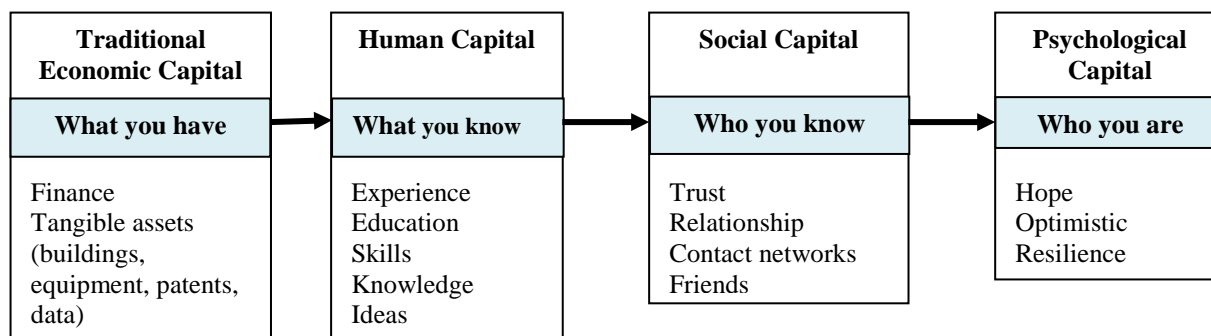 Traditional
Economic Capital
What you have
Finance
Tangible assets
(buildings,
equipment, patents,
data)
Human Capital
What you know
Experience
Education
Skills
Knowledge
Ideas
Social Capital
Who you know
Trust
Relationship
Contact networks
Friends
Psychological
Capital
Who you are
Hope
Optimistic
Resilience